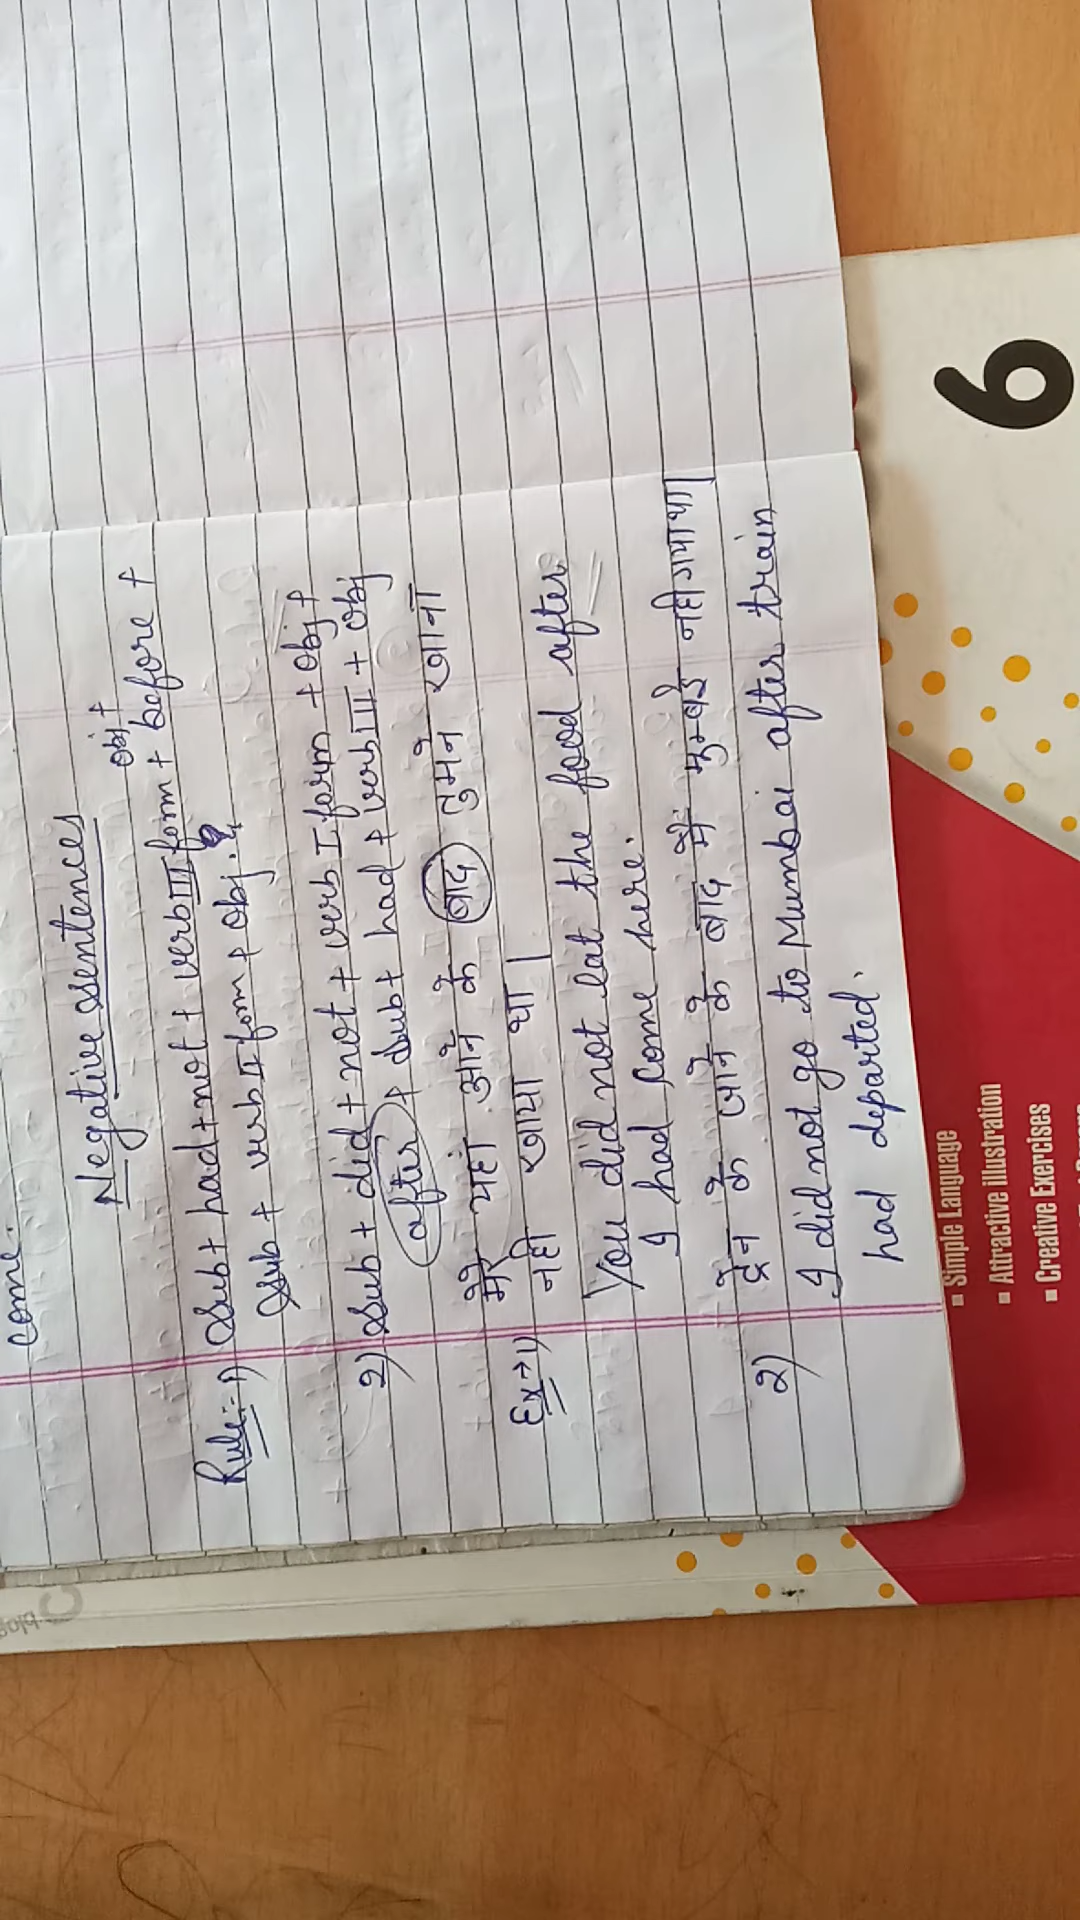 come.
Negative sentences
obj +
Rule:- 1) Sub + had + not + verb III form + before +
Sub + verb II form + obj.
2) Sub + did + not + verb I form + obj +
after + sub + had + verb III + obj
मेरे यहां आने के बाद तुमने खाना
Ex → 1) नही खाया था |
You did not eat the food after
I had come here.
ट्रेन के जाने के बाद मैं मुम्बई नही गया था |
2) I did not go to Mumbai after train
had departed.
6
Simple Language
Attractive illustration
Creative Exercises